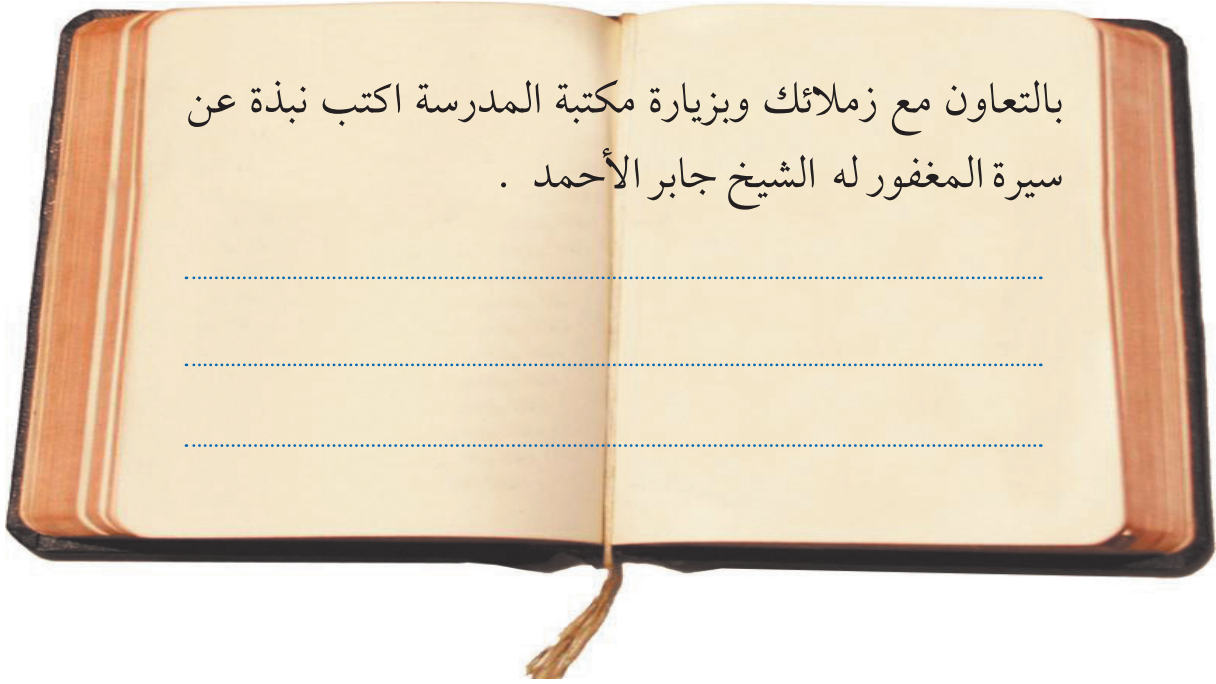 بالتعاون مع زملائك وبزيارة مكتبة المدرسة اكتب نبذة عن
سيرة المغفور له الشيخ جابر الأحمد .